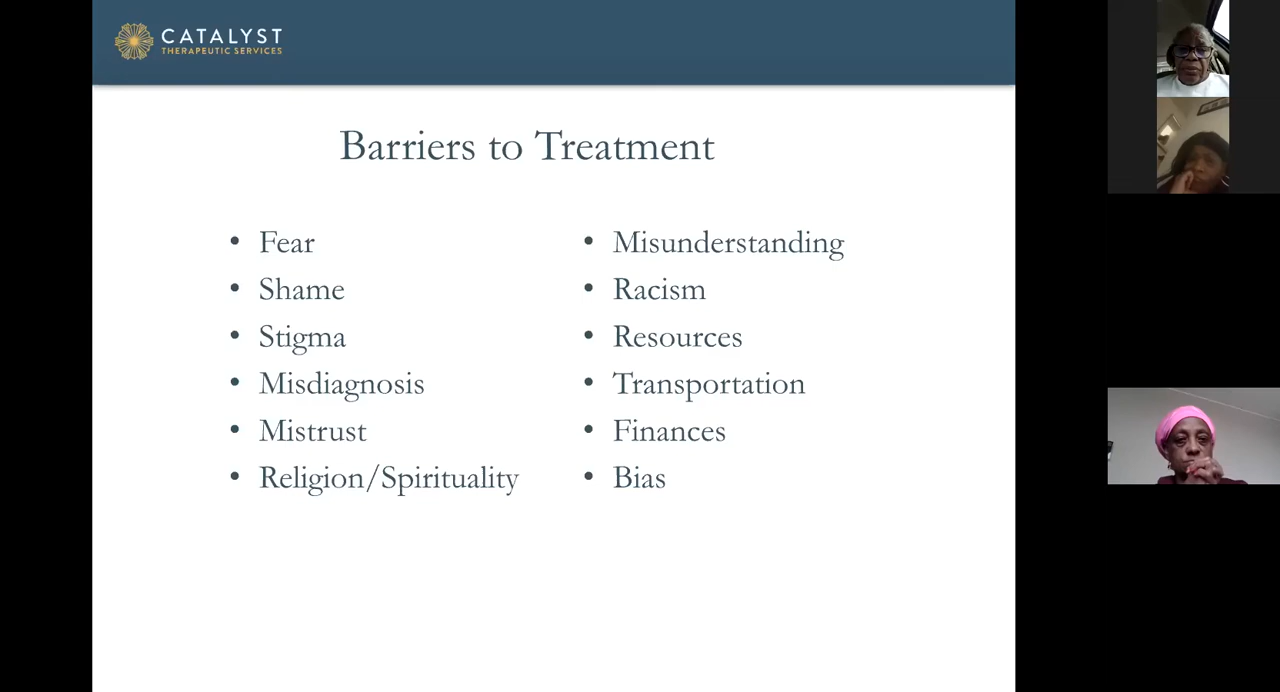 CATALYST
THERAPEUTIC SERVICES
Barriers to Treatment
• Fear
• Shame
• Stigma
• Misdiagnosis
• Mistrust
• Religion/Spirituality
• Misunderstanding
• Racism
• Resources
• Transportation
• Finances
• Bias